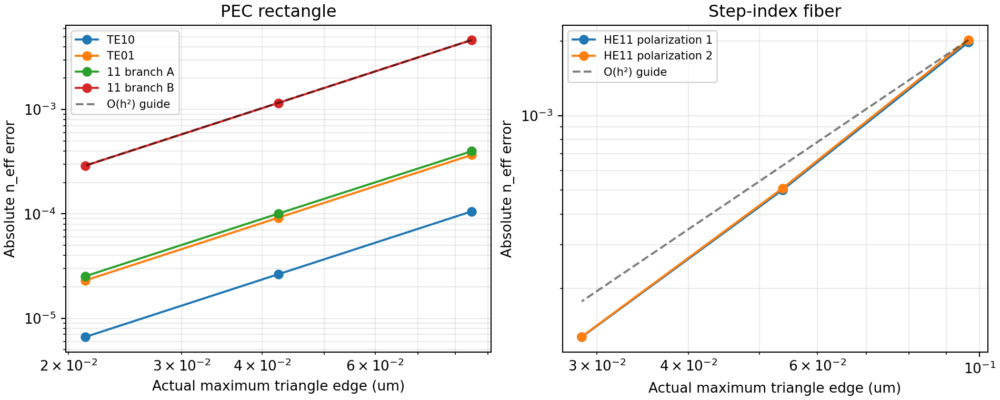 PEC rectangle
TE10
TE01
11 branch A
11 branch B
O(h²) guide
10⁻³
10⁻⁴
10⁻⁵
Absolute n_eff error
2 × 10⁻²
3 × 10⁻²
4 × 10⁻²
6 × 10⁻²
Actual maximum triangle edge (um)
Step-index fiber
HE11 polarization 1
HE11 polarization 2
O(h²) guide
10⁻³
Absolute n_eff error
3 × 10⁻²
4 × 10⁻²
6 × 10⁻²
10⁻¹
Actual maximum triangle edge (um)